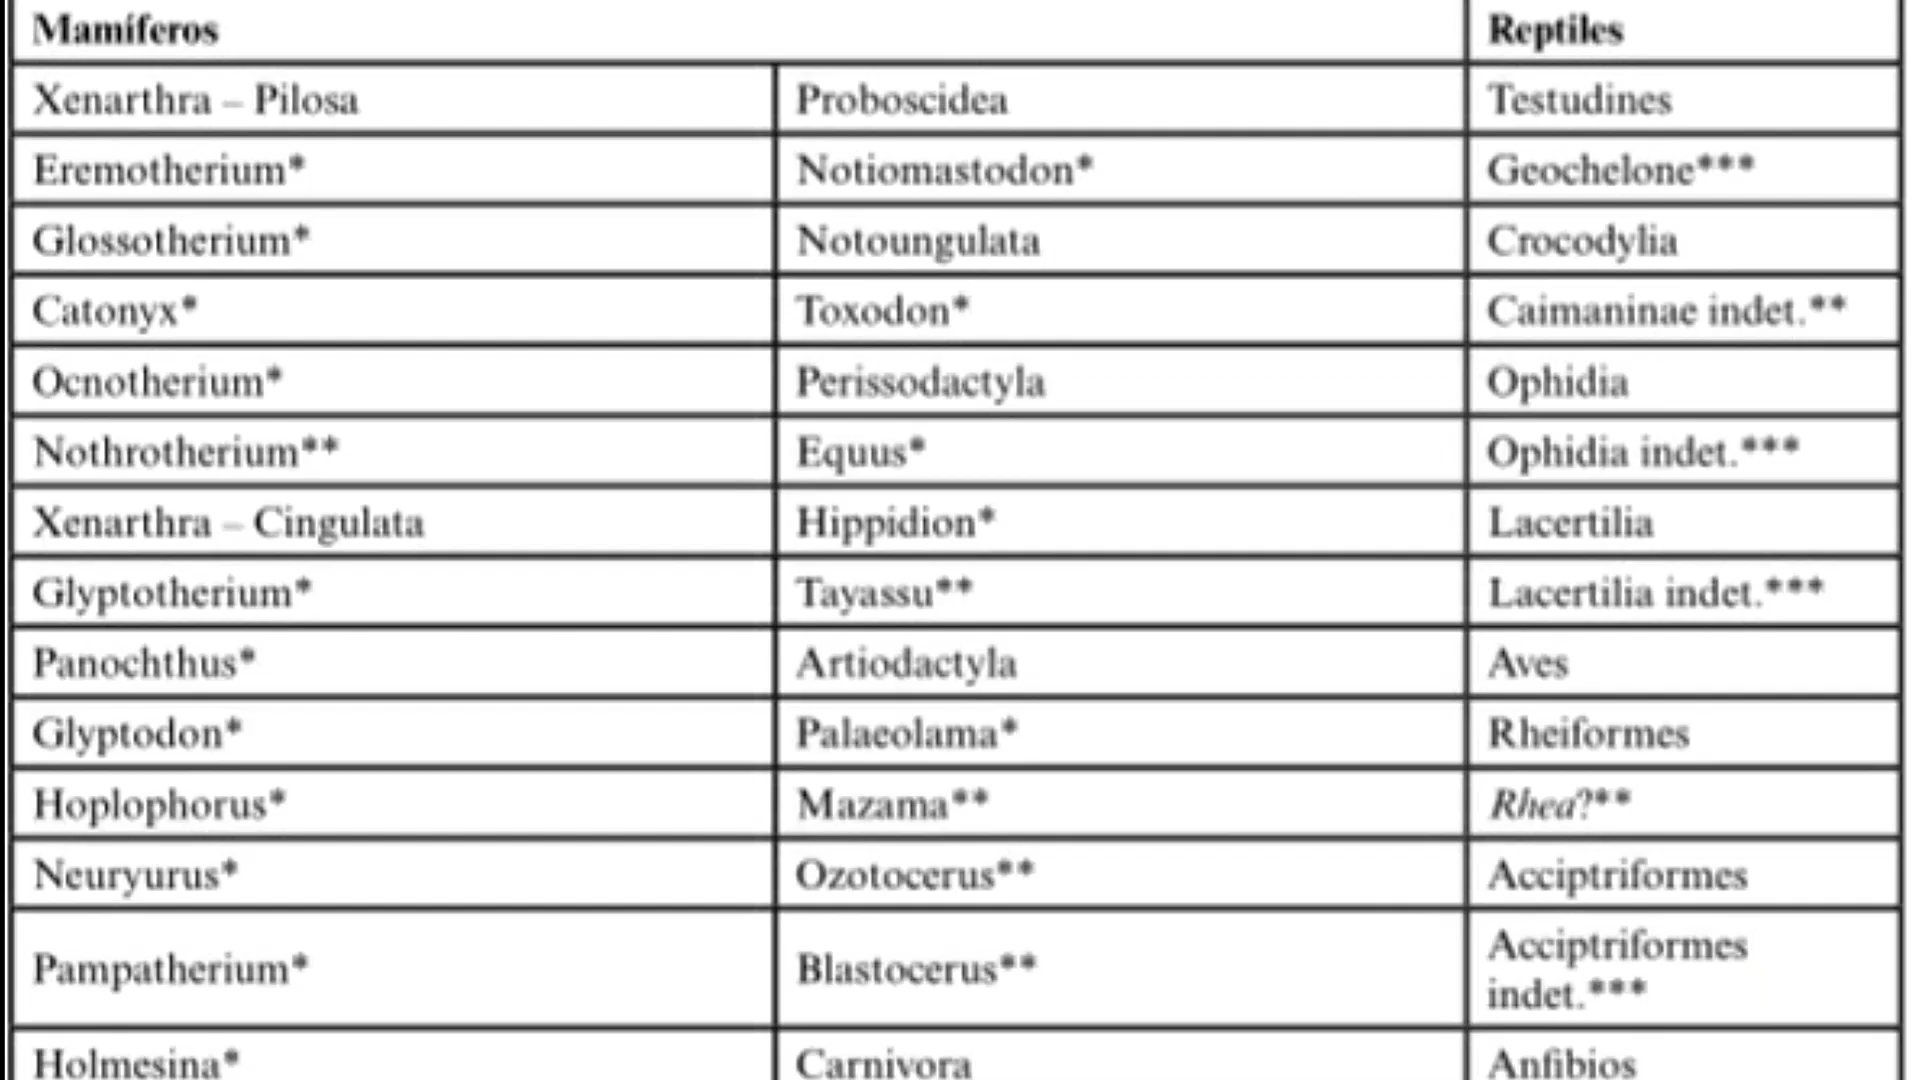 Mamíferos Reptiles
Xenarthra – Pilosa Proboscidea Testudines
Eremotherium* Notiomastodon* Geochelone***
Glossotherium* Notoungulata Crocodylia
Catonyx* Toxodon* Caimaninae indet.**
Ocnotherium* Perissodactyla Ophidia
Nothrotherium** Equus* Ophidia indet.***
Xenarthra – Cingulata Hippidion* Lacertilia
Glyptotherium* Tayassu** Lacertilia indet.***
Panochthus* Artiodactyla Aves
Glyptodon* Palaeolama* Rheiformes
Hoplophorus* Mazama** Rhea?**
Neuryurus* Ozotocerus** Acciptriformes
Pampatherium* Blastocerus** Acciptriformes
indet.***
Holmesina* Carnivora Anfibios